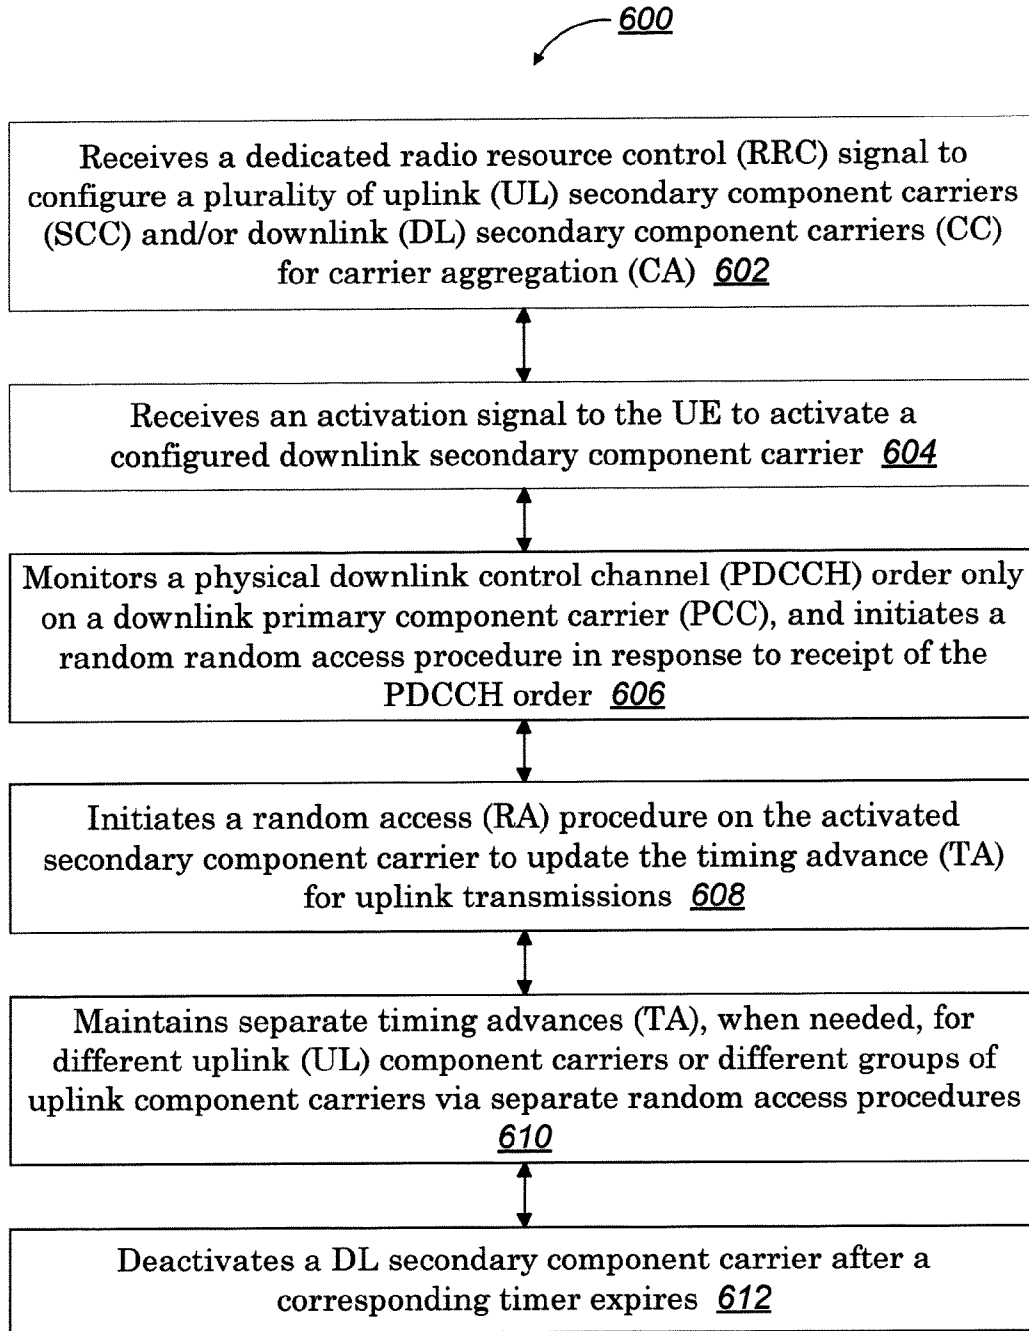 600
Receives a dedicated radio resource control (RRC) signal to
configure a plurality of uplink (UL) secondary component carriers
(SCC) and/or downlink (DL) secondary component carriers (CC)
for carrier aggregation (CA) 602
Receives an activation signal to the UE to activate a
configured downlink secondary component carrier 604
Monitors a physical downlink control channel (PDCCH) order only
on a downlink primary component carrier (PCC), and initiates a
random random access procedure in response to receipt of the
PDCCH order 606
Initiates a random access (RA) procedure on the activated
secondary component carrier to update the timing advance (TA)
for uplink transmissions 608
Maintains separate timing advances (TA), when needed, for
different uplink (UL) component carriers or different groups of
uplink component carriers via separate random access procedures
610
Deactivates a DL secondary component carrier after a
corresponding timer expires 612